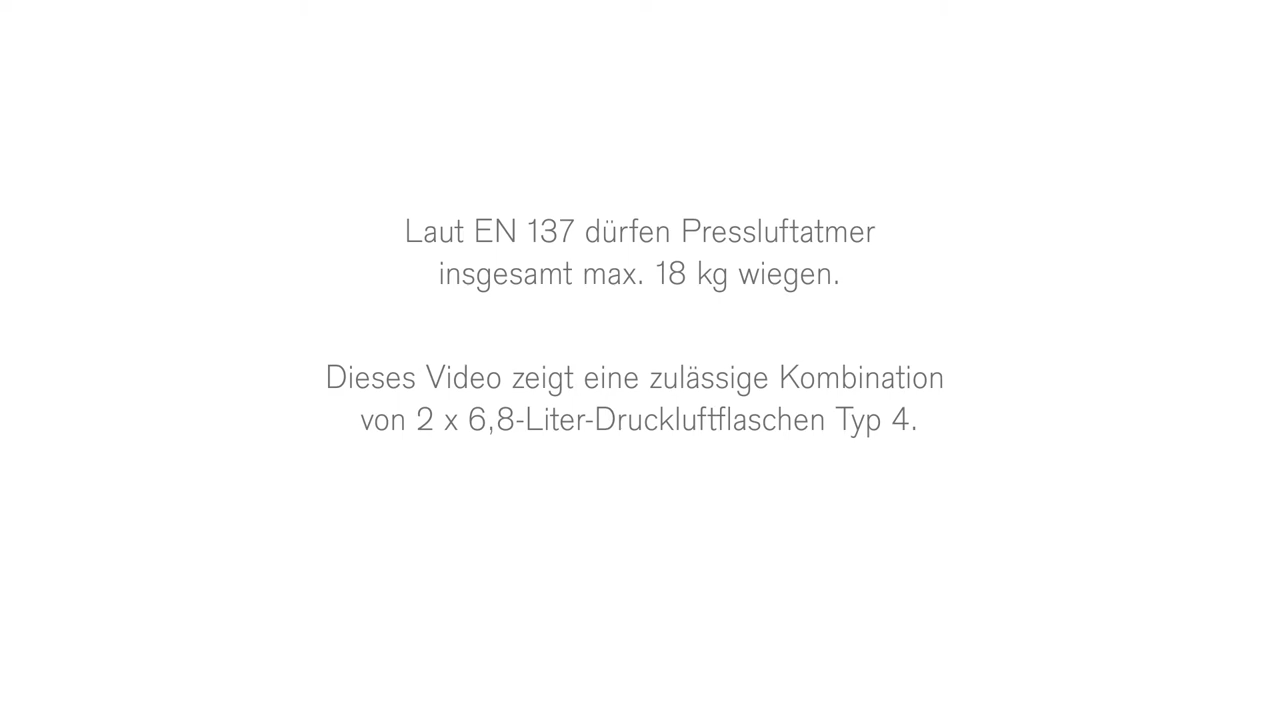 Laut EN 137 dürfen Pressluftatmer
insgesamt max. 18 kg wiegen.
Dieses Video zeigt eine zulässige Kombination
von 2 x 6,8-Liter-Druckluftflaschen Typ 4.